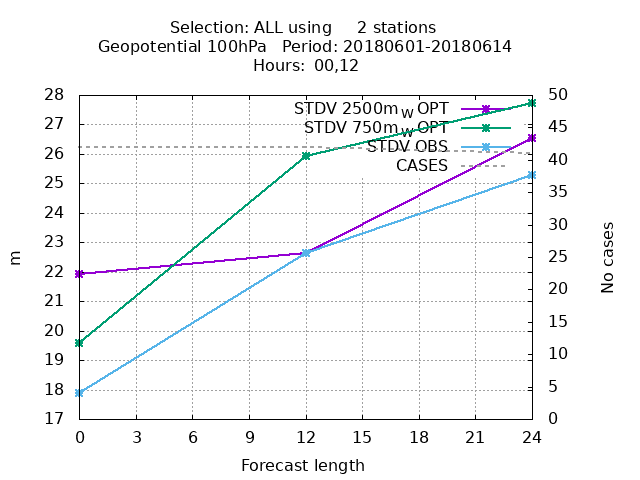 Selection: ALL using     2 stations
Geopotential 100hPa   Period: 20180601-20180614
Hours:  00,12
28
27
26
25
24
23
22
21
20
19
18
17
m
STDV 2500m_W OPT
STDV 750m_W OPT
STDV OBS
CASES
50
45
40
35
30
25
20
15
10
5
0
No cases
0 3 6 9 12 15 18 21 24
Forecast length